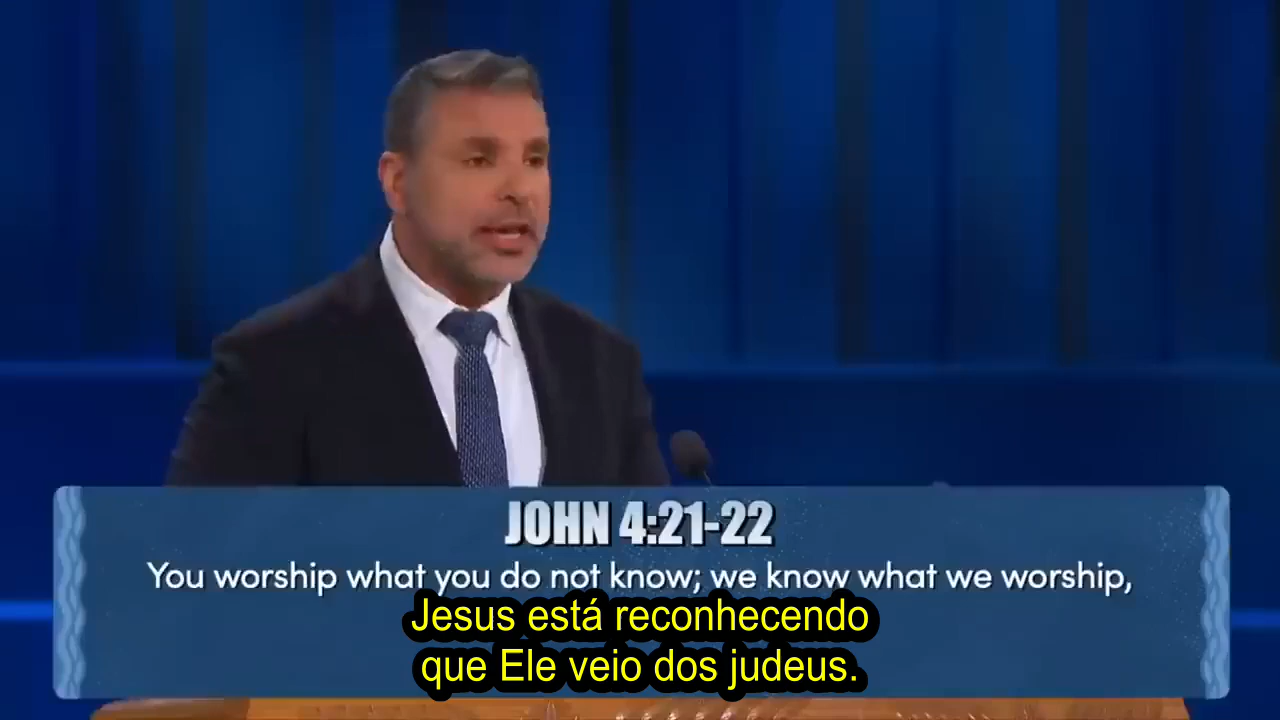 JOHN 4:21-22
You worship what you do not know; we know what we worship,
Jesus está reconhecendo
que Ele veio dos judeus.